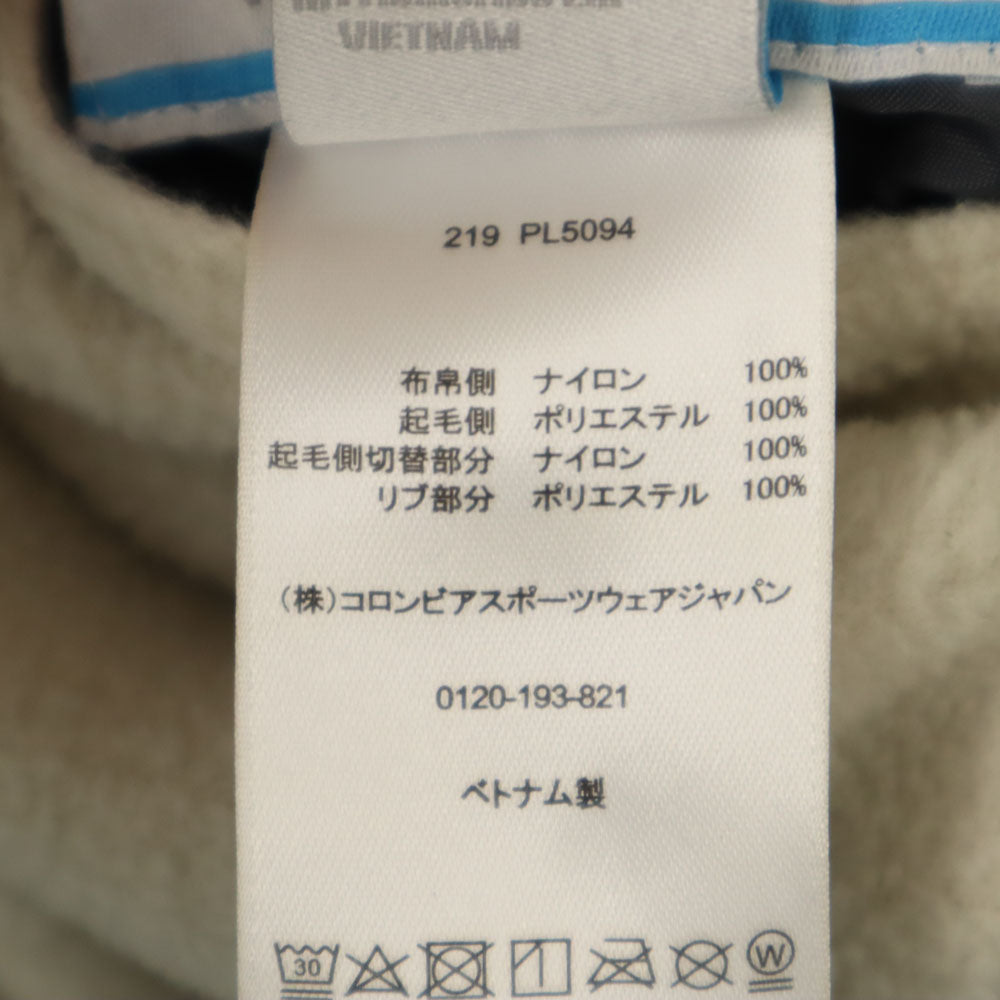 VIETNAM
219 PL5094
布帛側 ナイロン 100%
起毛側 ポリエステル 100%
起毛側切替部分 ナイロン 100%
リブ部分 ポリエステル 100%
(株)コロンビアスポーツウェアジャパン
0120-193-821
ベトナム製
30
W